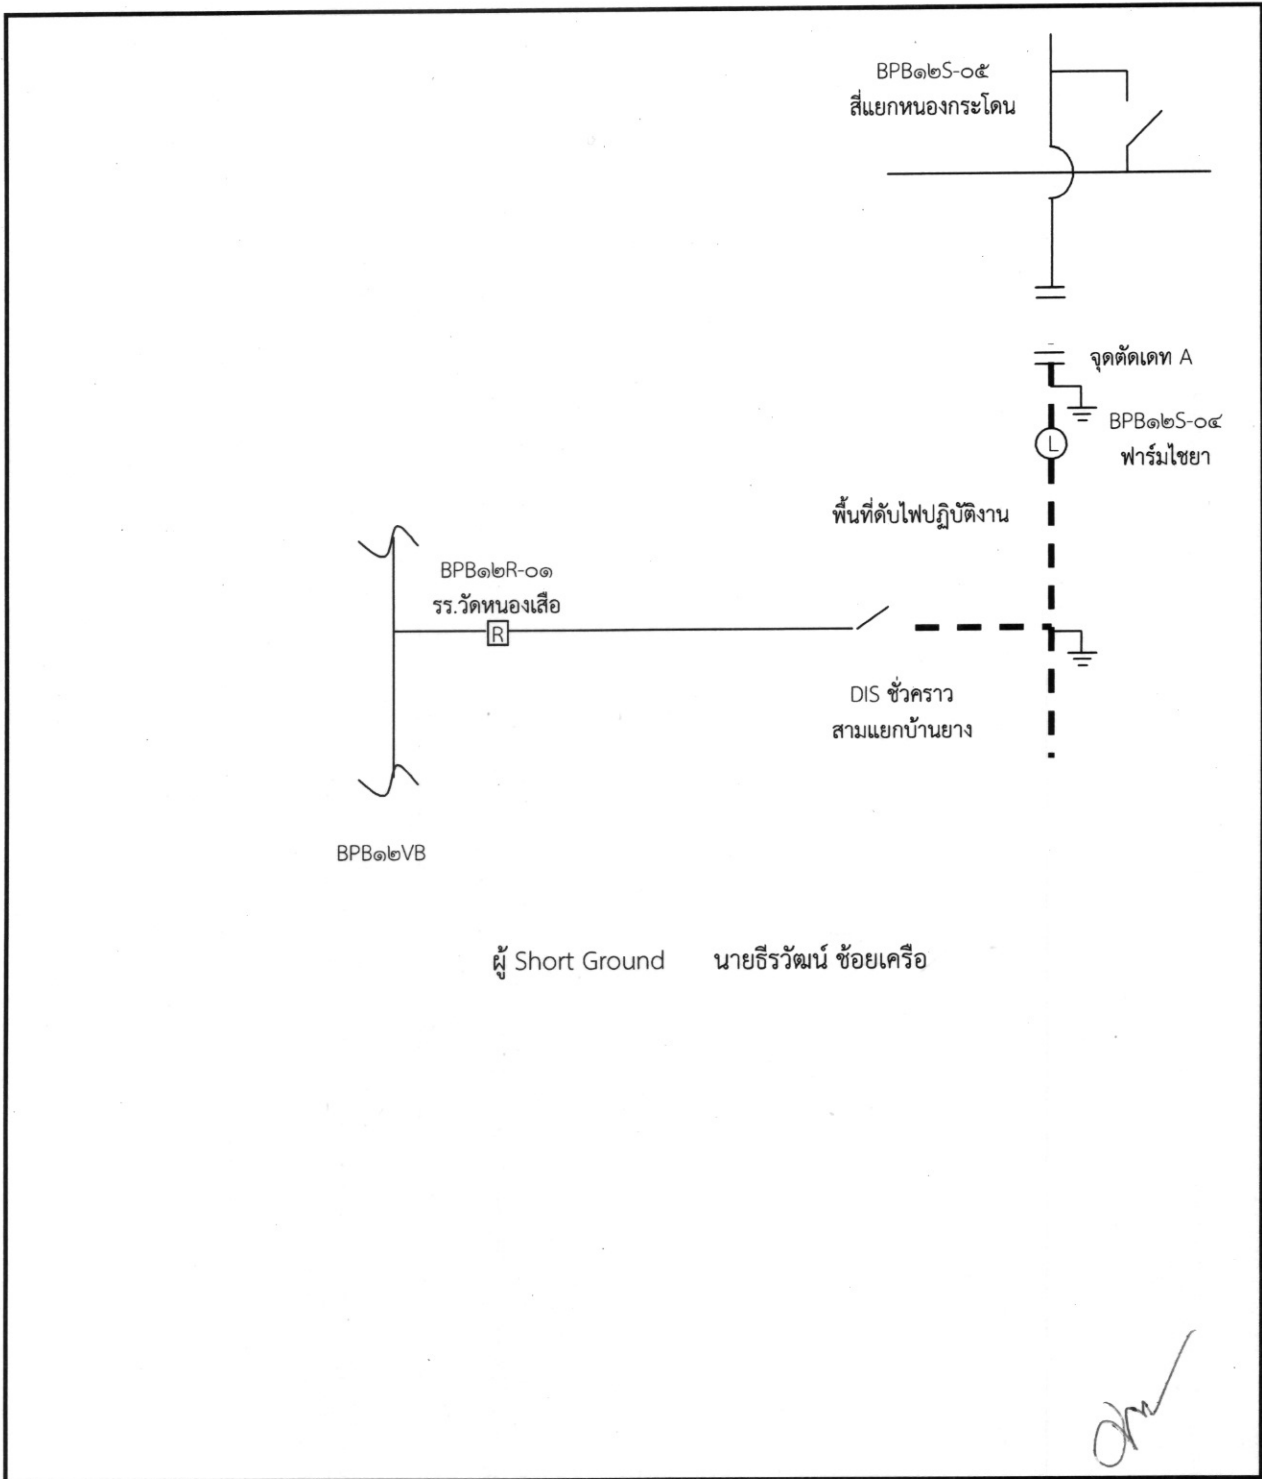 BPB๑๒S-๐๕
สี่แยกหนองกระโดน
จุดตัดเดท A
BPB๑๒S-๐๔
ฟาร์มไชยา
L
พื้นที่ดับไฟปฏิบัติงาน
BPB๑๒R-๐๑
รร.วัดหนองเสือ
R
DIS ชั่วคราว
สามแยกบ้านยาง
BPB๑๒VB
ผู้ Short Ground นายธีรวัฒน์ ช้อยเครือ